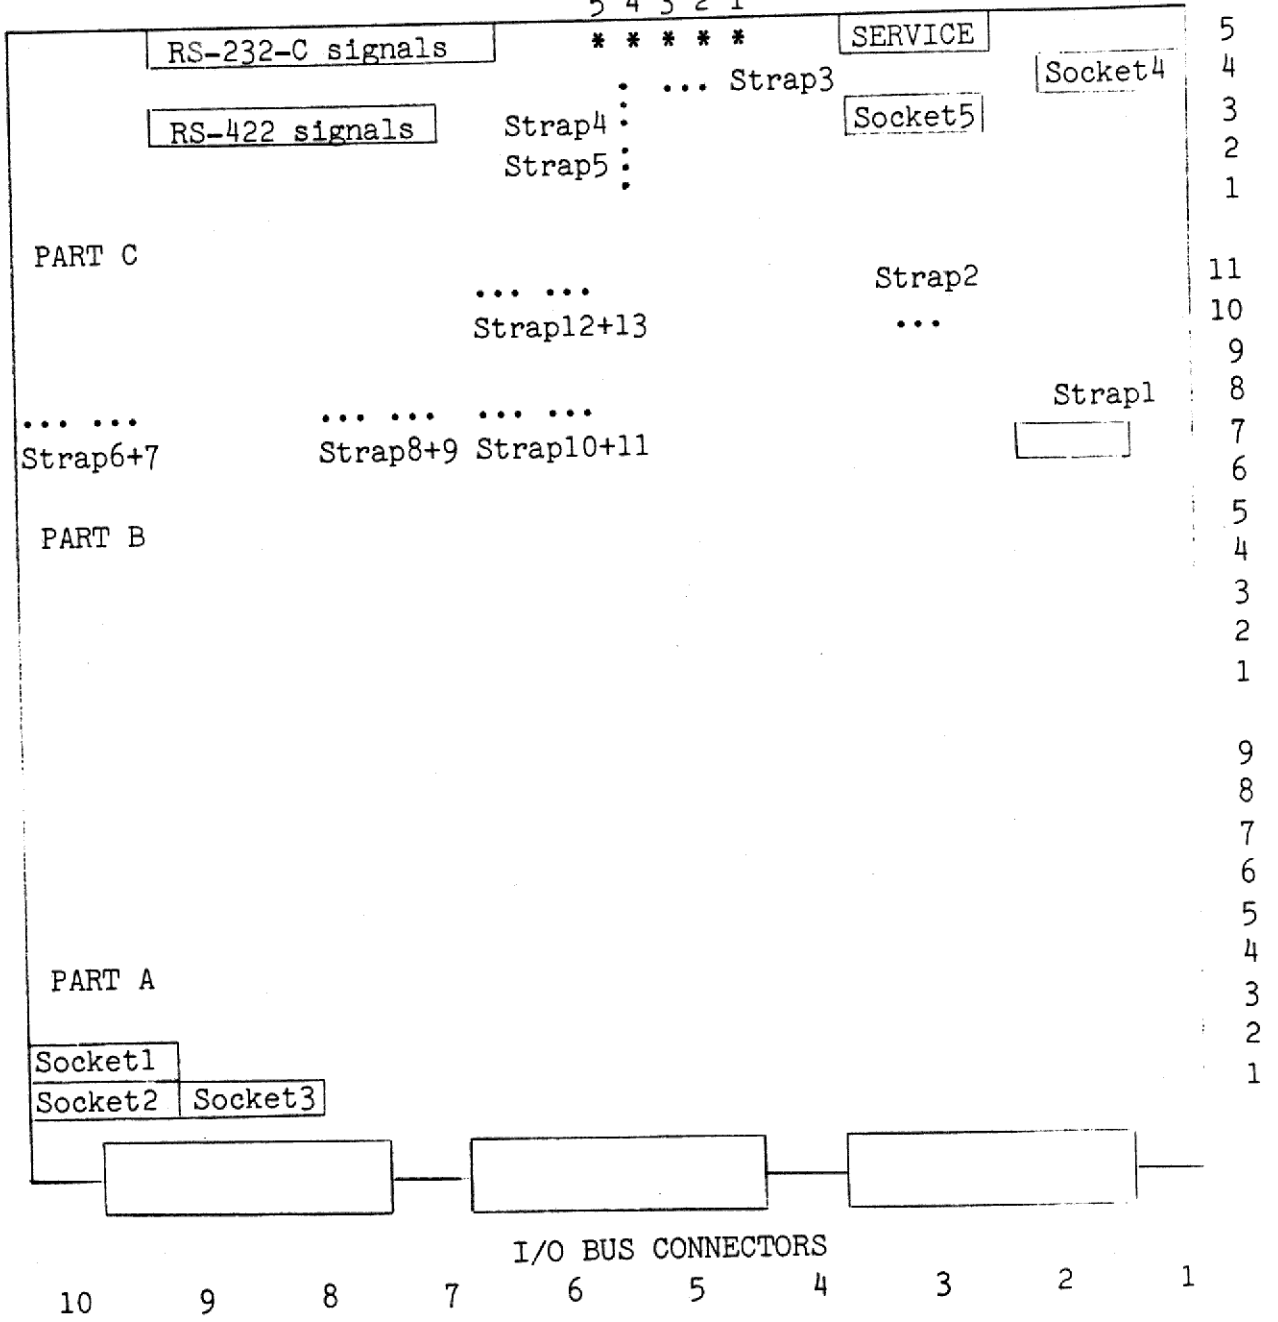 5 4 3 2 1
RS-232-C signals
* * * * *
SERVICE
5
Socket4
4
... Strap3
RS-422 signals
Strap4
Socket5
3
Strap5
2
1
PART C
Strap2
11
... ...
Strap12+13
...
10
9
Strap1
8
... ...
... ...
... ...
7
Strap6+7
Strap8+9
Strap10+11
6
5
PART B
4
3
2
1
9
8
7
6
5
4
PART A
3
2
Socket1
1
Socket2
Socket3
I/O BUS CONNECTORS
10 9 8 7 6 5 4 3 2 1